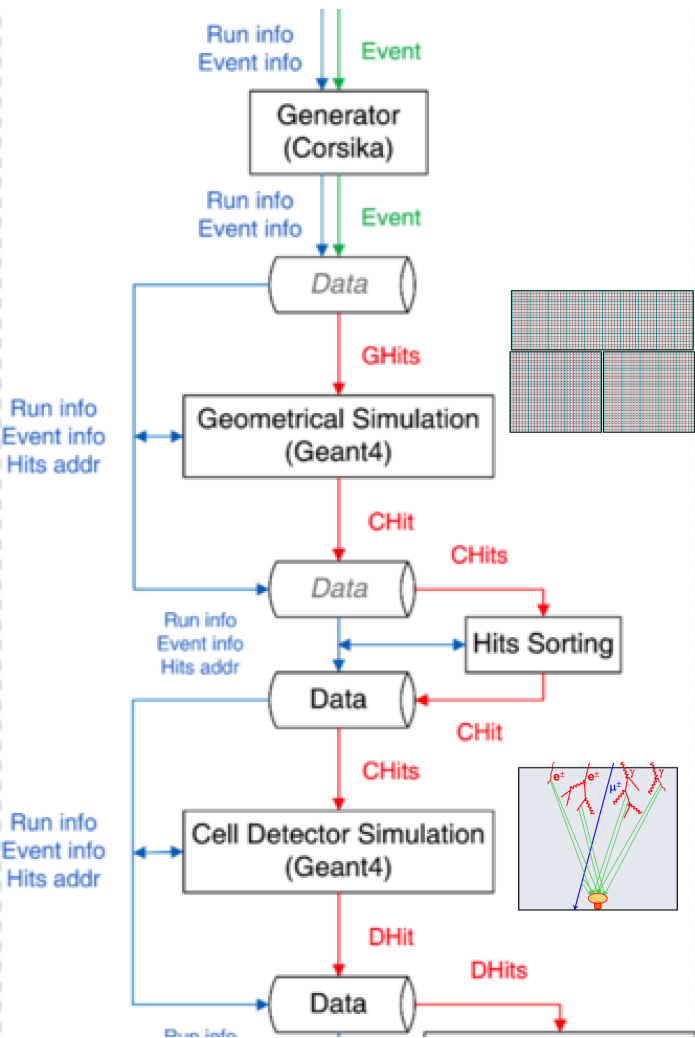 Run info
Event info
Event
Generator
(Corsika)
Run info
Event info
Event
Data
GHits
Run info
Event info
Hits addr
Geometrical Simulation
(Geant4)
CHit
CHits
Data
Run info
Event info
Hits addr
Hits Sorting
Data
CHit
CHits
e± e± μ± γ γ
Run info
Event info
Hits addr
Cell Detector Simulation
(Geant4)
DHit
DHits
Data
Run info